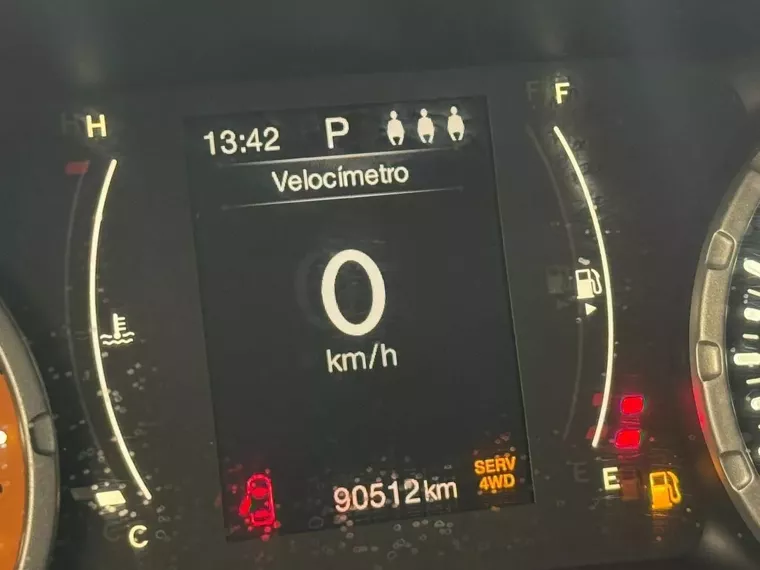 H
F
13:42 P
Velocímetro
0
km/h
90512 km
SERV
4WD
C
E